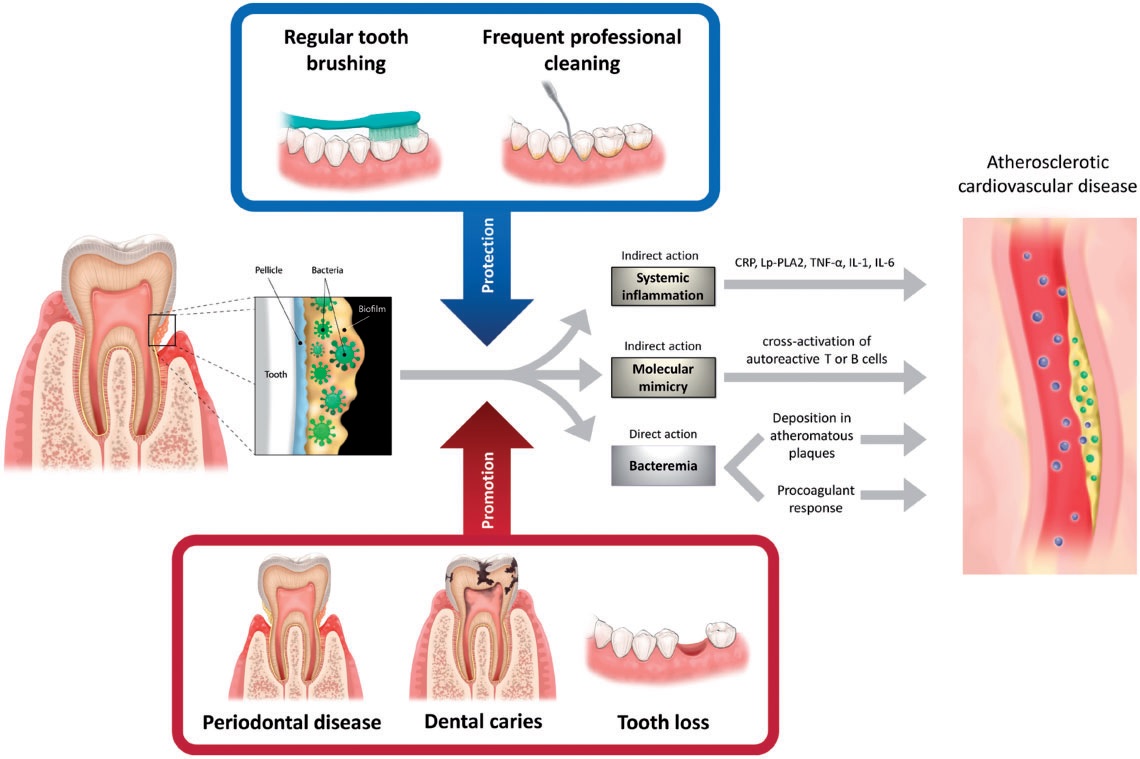 Regular tooth
brushing
Frequent professional
cleaning
Protection
Atherosclerotic
cardiovascular disease
Pellicle
Bacteria
Biofilm
Tooth
Indirect action
Systemic
inflammation
CRP, Lp-PLA2, TNF-α, IL-1, IL-6
Indirect action
Molecular
mimicry
cross-activation of
autoreactive T or B cells
Direct action
Bacteremia
Deposition in
atheromatous
plaques
Procoagulant
response
Promotion
Periodontal disease
Dental caries
Tooth loss